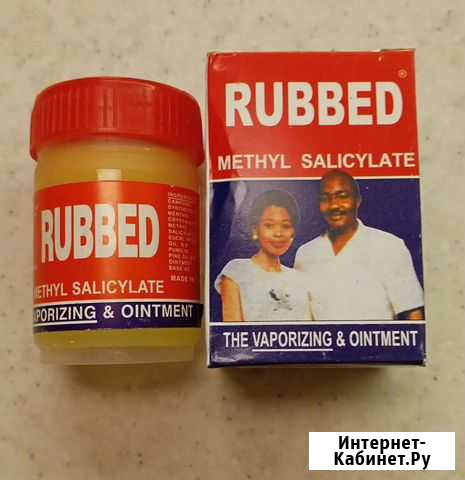 RUBBED
METHYL SALICYLATE
VAPORIZING & OINTMENT
RUBBED®
METHYL SALICYLATE
THE VAPORIZING & OINTMENT
Интернет-
Кабинет.Ру